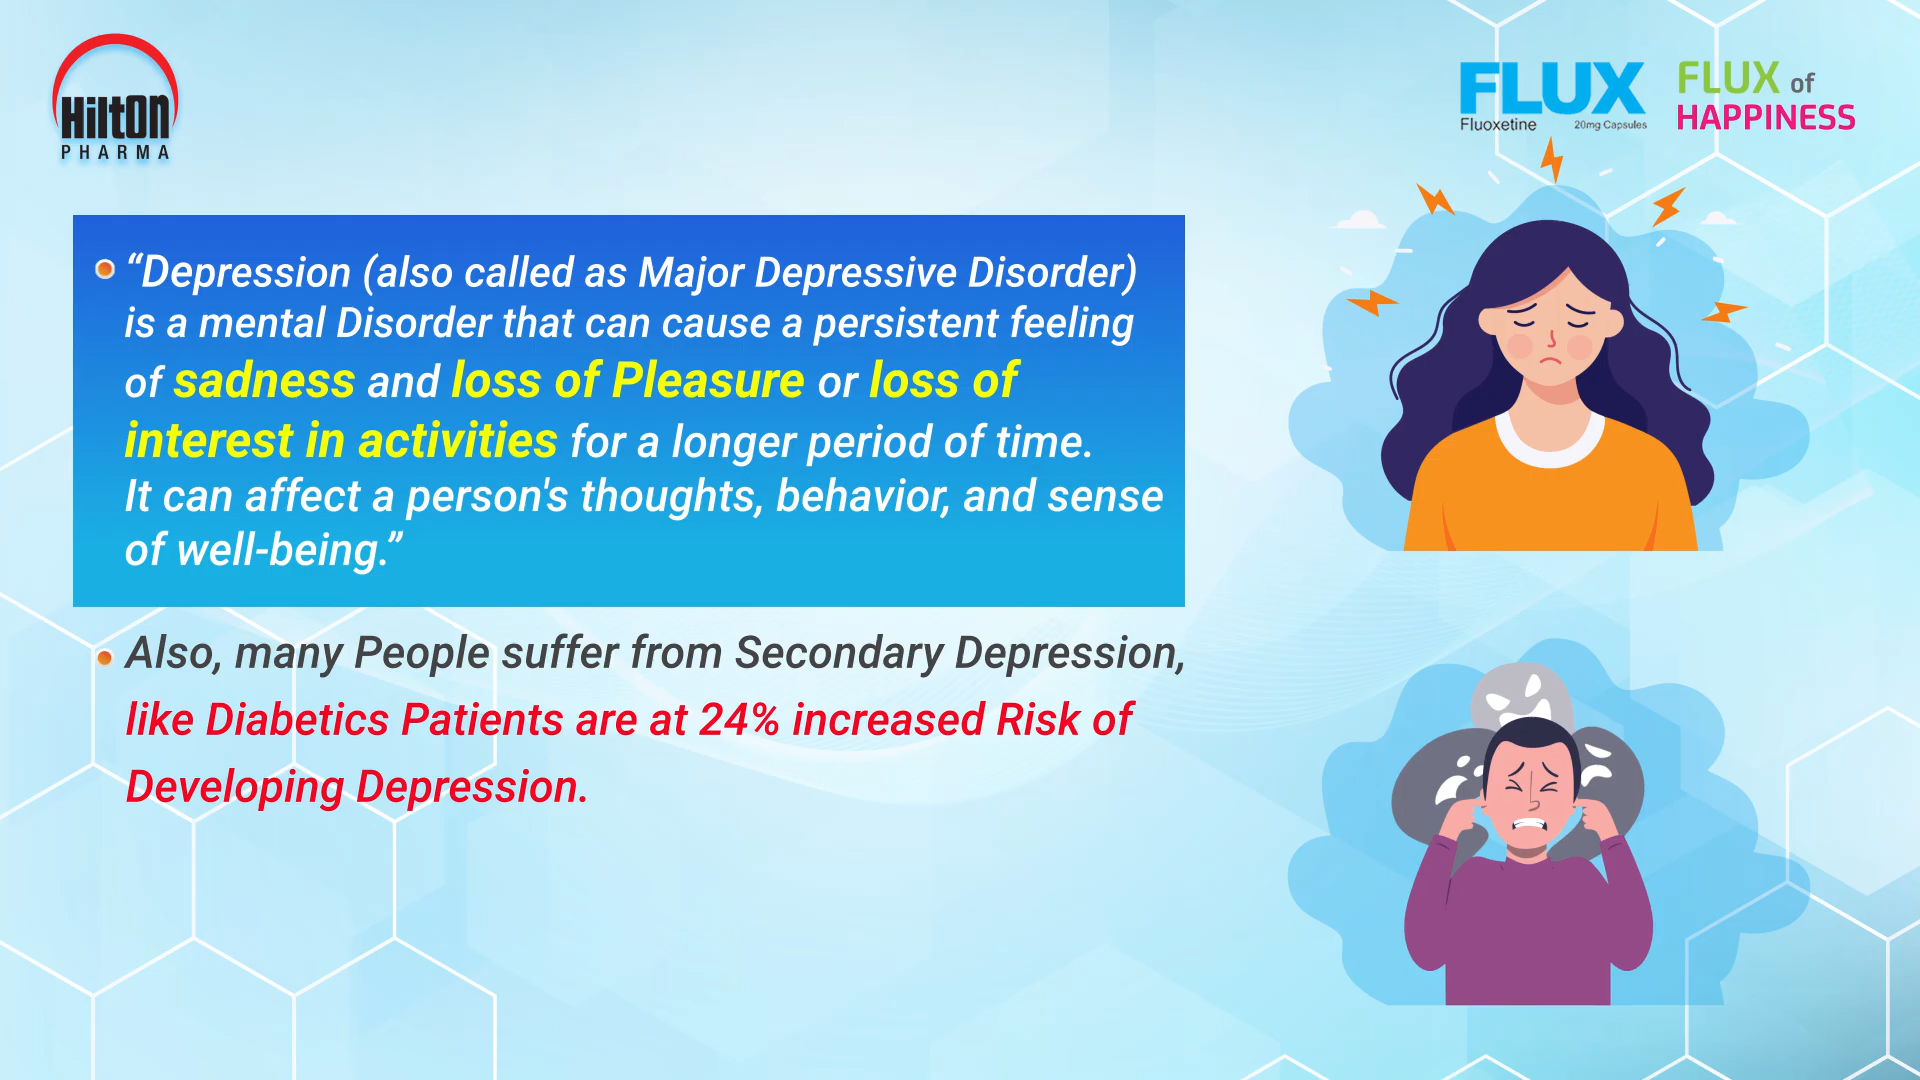 HiltOn
PHARMA
FLUX
Fluoxetine 20mg Capsules
FLUX of
HAPPINESS
“Depression (also called as Major Depressive Disorder)
is a mental Disorder that can cause a persistent feeling
of sadness and loss of Pleasure or loss of
interest in activities for a longer period of time.
It can affect a person's thoughts, behavior, and sense
of well-being.”
Also, many People suffer from Secondary Depression,
like Diabetics Patients are at 24% increased Risk of
Developing Depression.